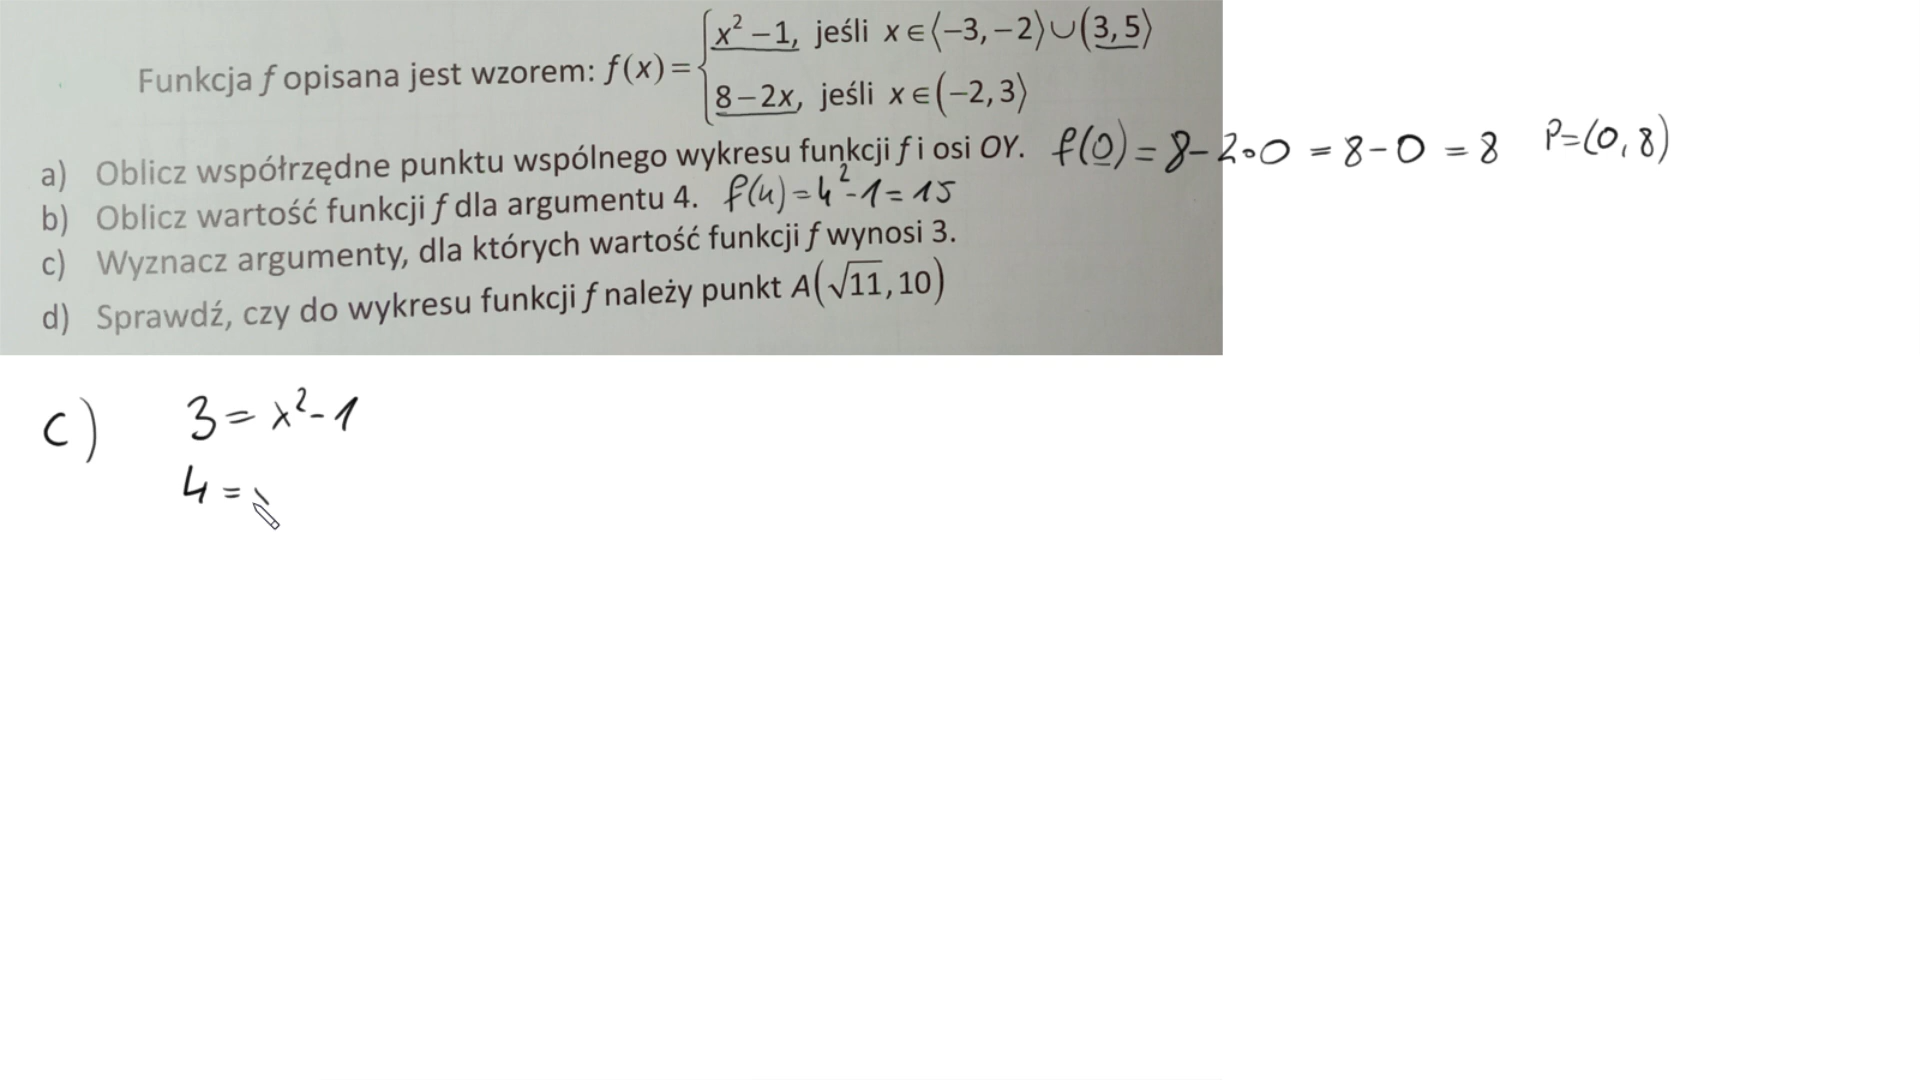 Funkcja f opisana jest wzorem: f(x) = { x² – 1, jeśli x ∈ ⟨–3, –2⟩ ∪ (3, 5⟩
8 – 2x, jeśli x ∈ (–2, 3⟩
a) Oblicz współrzędne punktu wspólnego wykresu funkcji f i osi OY. f(0) = 8 - 2·0 = 8 - 0 = 8 P=(0,8)
b) Oblicz wartość funkcji f dla argumentu 4. f(4) = 4² - 1 = 15
c) Wyznacz argumenty, dla których wartość funkcji f wynosi 3.
d) Sprawdź, czy do wykresu funkcji f należy punkt A(√11, 10)
c) 3 = x² - 1
4 =